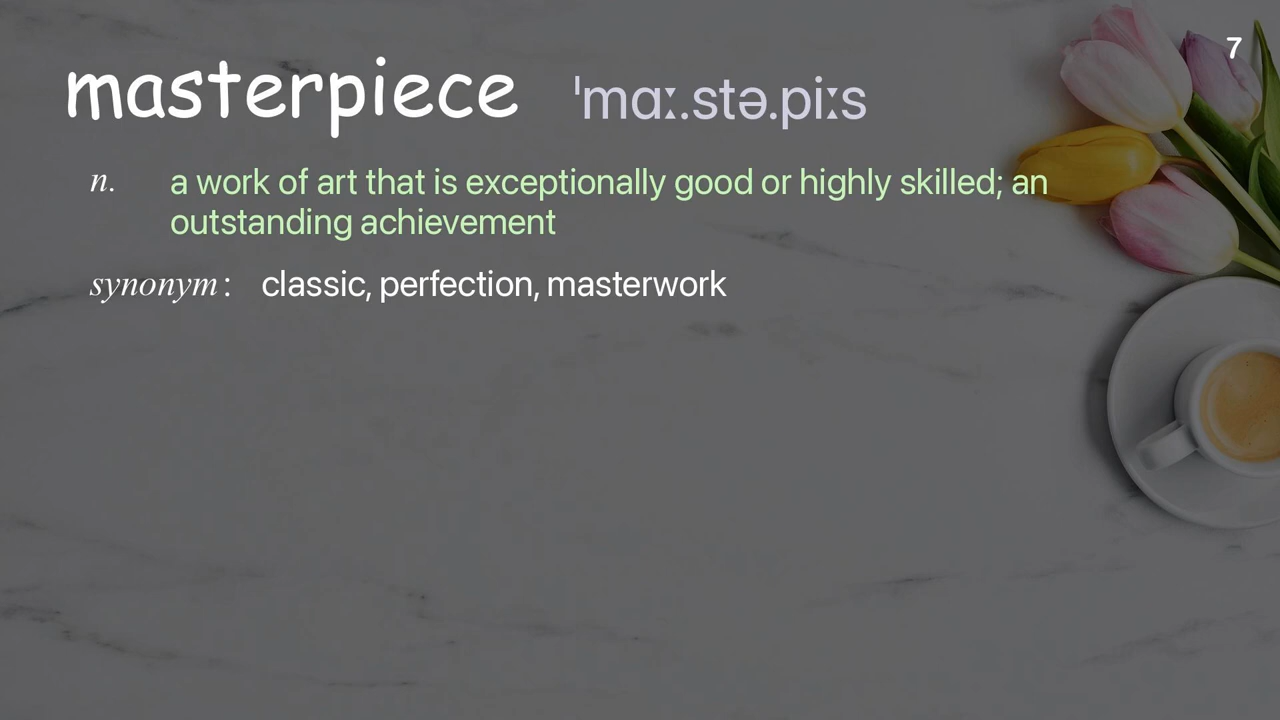 7
masterpiece ˈmɑː.stə.piːs
n. a work of art that is exceptionally good or highly skilled; an
outstanding achievement
synonym : classic, perfection, masterwork